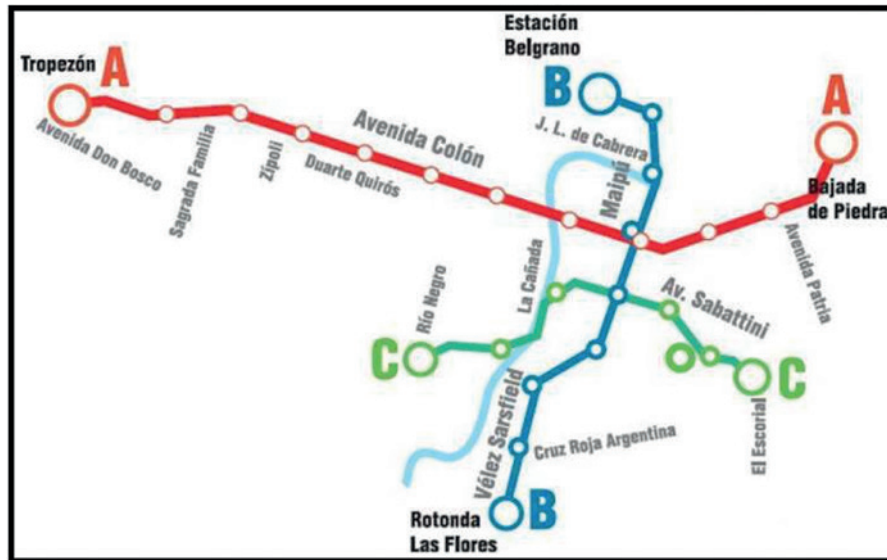 Estación
Belgrano
Tropezón
A
B
A
Avenida Don Bosco
Sagrada Familia
Zípoli
Duarte Quirós
Avenida Colón
J. L. de Cabrera
Maipú
Bajada
de Piedra
Avenida Patria
La Cañada
Río Negro
Av. Sabattini
C
C
El Escorial
Vélez Sarsfield
Cruz Roja Argentina
Rotonda
Las Flores
B